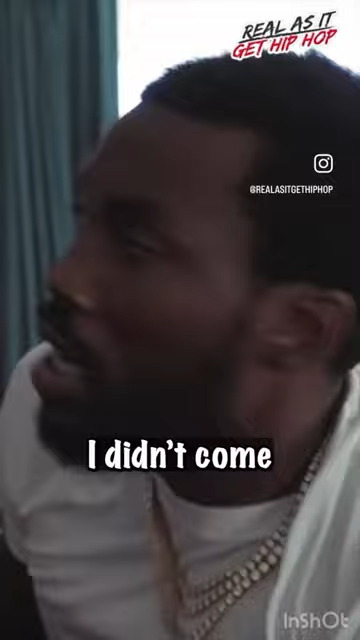 REAL AS IT
GET HIP HOP
@REALASITGETHIPHOP
I didn't come
InShOt